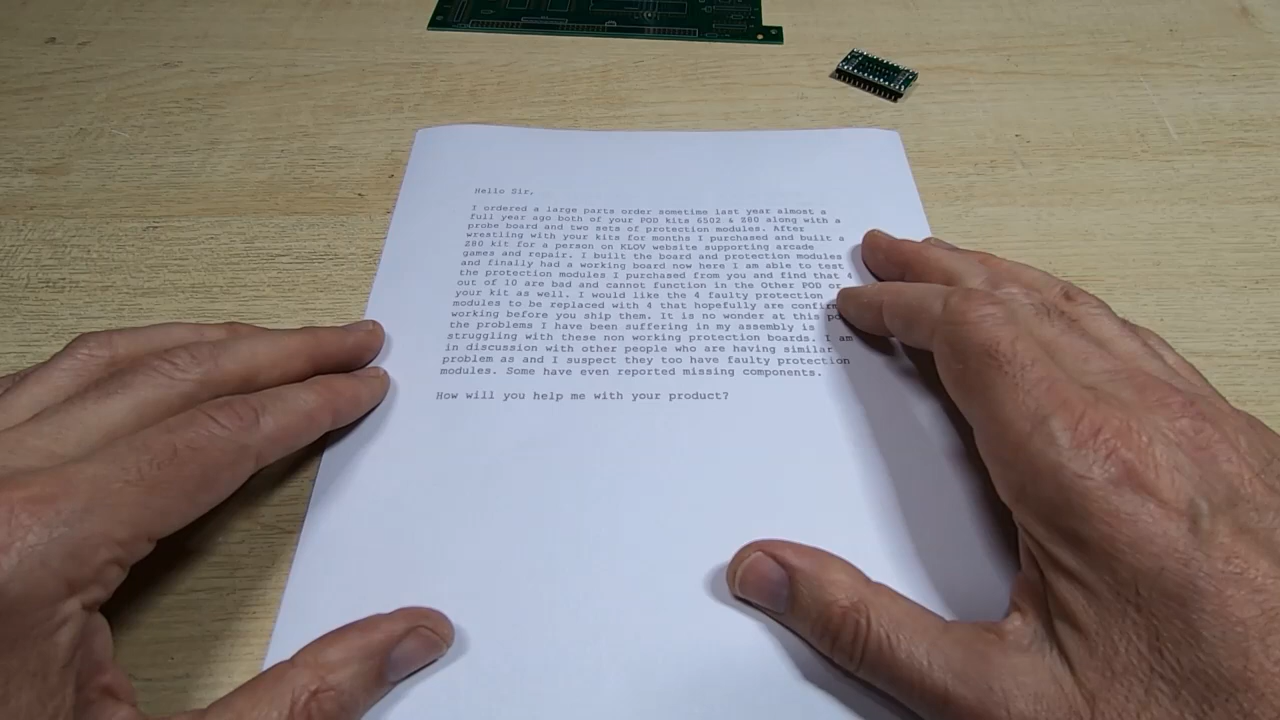 Hello Sir,
I ordered a large parts order sometime last year almost a
full year ago both of your POD kits 6502 & Z80 along with a
probe board and two sets of protection modules. After
wrestling with your kits for months I purchased and built a
Z80 kit for a person on KLOV website supporting arcade
games and repair. I built the board and protection modules
and finally had a working board now here I am able to test
the protection modules I purchased from you and find that 4
out of 10 are bad and cannot function in the Other POD or
your kit as well. I would like the 4 faulty protection
modules to be replaced with 4 that hopefully are confirm
working before you ship them. It is no wonder at this po
the problems I have been suffering in my assembly is
struggling with these non working protection boards. I am
in discussion with other people who are having similar
problem as and I suspect they too have faulty protection
modules. Some have even reported missing components.
How will you help me with your product?